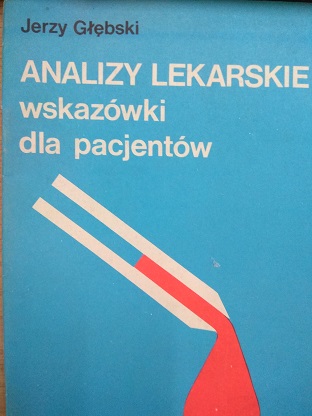 Jerzy Głębski
ANALIZY LEKARSKIE
wskazówki
dla pacjentów